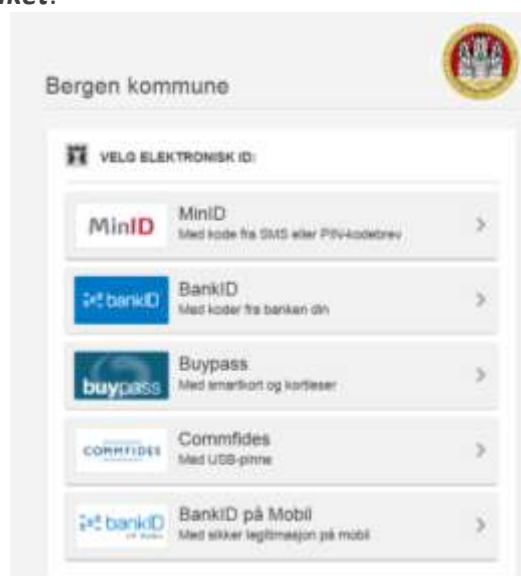 ket.
Bergen kommune
VELG ELEKTRONISK ID:
MinID
MinID
Med kode fra SMS eller PIN-kodebrev
bankID
BankID
Med koder fra banken din
buypass
Buypass
Med smartkort og kortleser
COMMFIDES
Commfides
Med USB-pinne
bankID
BankID på Mobil
Med sikker legitimasjon på mobil